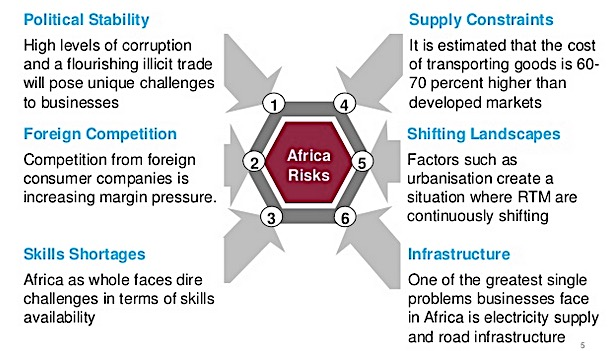 Political Stability
High levels of corruption
and a flourishing illicit trade
will pose unique challenges
to businesses
Foreign Competition
Competition from foreign
consumer companies is
increasing margin pressure.
Skills Shortages
Africa as whole faces dire
challenges in terms of skills
availability
1
2
3
Africa
Risks
4
5
6
Supply Constraints
It is estimated that the cost
of transporting goods is 60-
70 percent higher than
developed markets
Shifting Landscapes
Factors such as
urbanisation create a
situation where RTM are
continuously shifting
Infrastructure
One of the greatest single
problems businesses face
in Africa is electricity supply
and road infrastructure
5